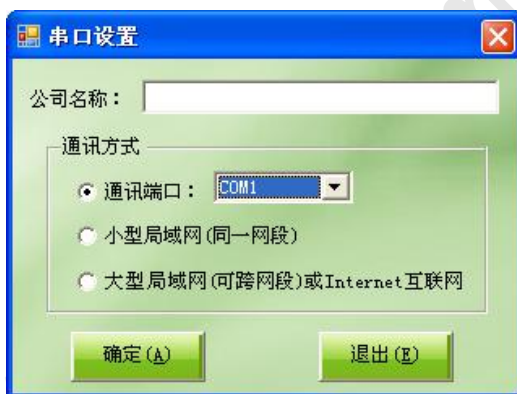 串口设置
公司名称：
通讯方式
通讯端口： COM1
小型局域网(同一网段)
大型局域网(可跨网段)或Internet互联网
确定(A) 退出(E)